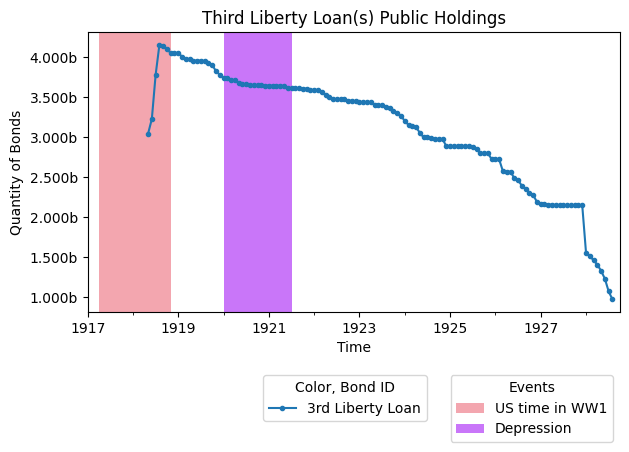 Third Liberty Loan(s) Public Holdings
Quantity of Bonds
4.000b
3.500b
3.000b
2.500b
2.000b
1.500b
1.000b
1917 1919 1921 1923 1925 1927
Time
Color, Bond ID
3rd Liberty Loan
Events
US time in WW1
Depression